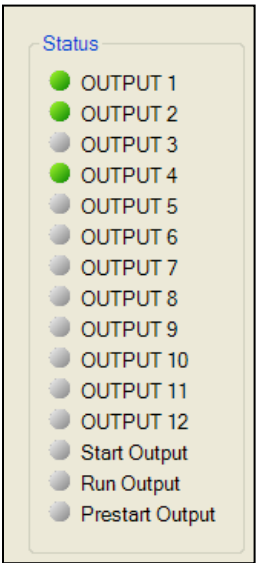 Status
OUTPUT 1
OUTPUT 2
OUTPUT 3
OUTPUT 4
OUTPUT 5
OUTPUT 6
OUTPUT 7
OUTPUT 8
OUTPUT 9
OUTPUT 10
OUTPUT 11
OUTPUT 12
Start Output
Run Output
Prestart Output